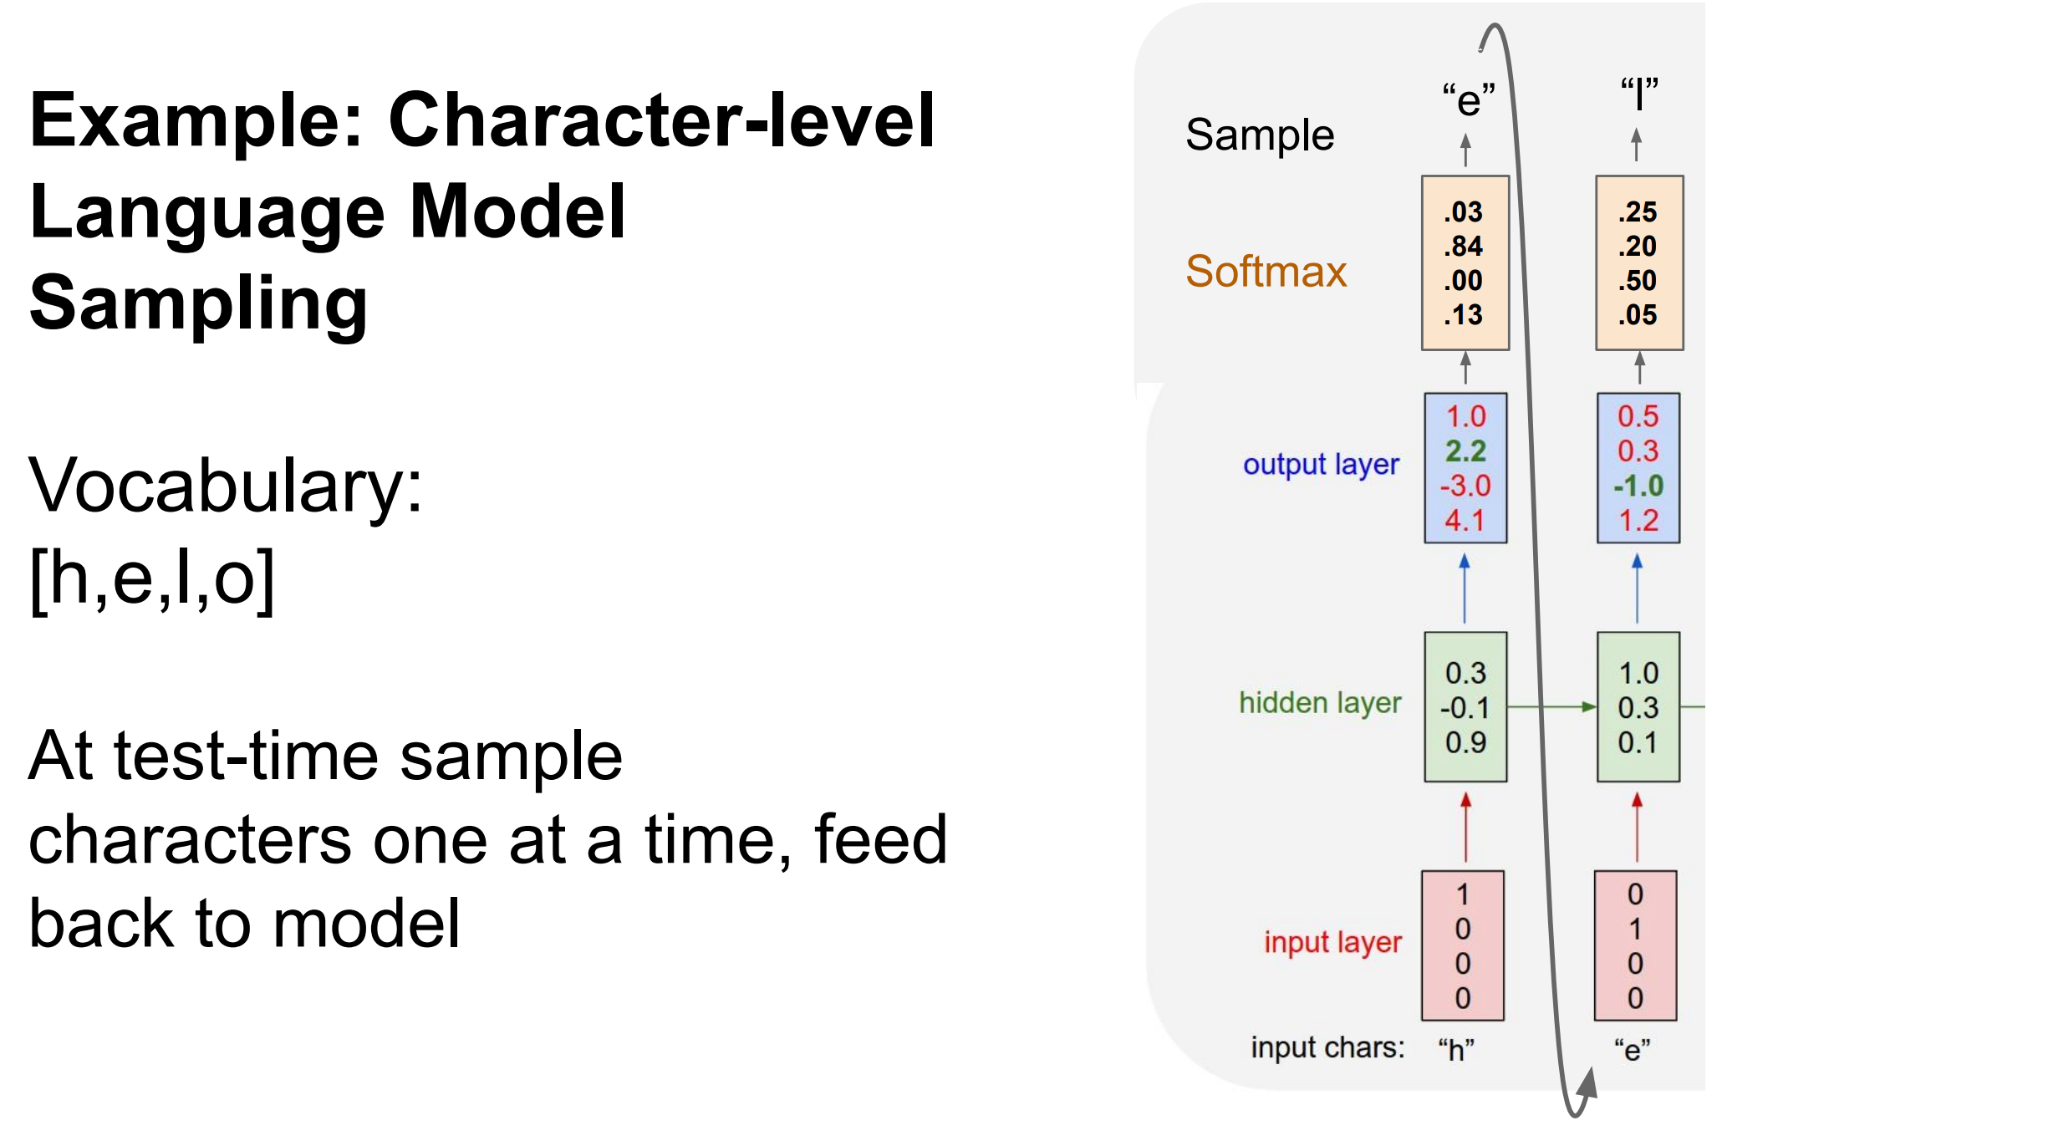 Example: Character-level
Language Model
Sampling
Vocabulary:
[h,e,l,o]
At test-time sample
characters one at a time, feed
back to model
“e” “l”
Sample
Softmax
.03 .25
.84 .20
.00 .50
.13 .05
output layer
1.0 0.5
2.2 0.3
-3.0 -1.0
4.1 1.2
hidden layer
0.3 1.0
-0.1 0.3
0.9 0.1
input layer
1 0
0 1
0 0
0 0
input chars: “h” “e”